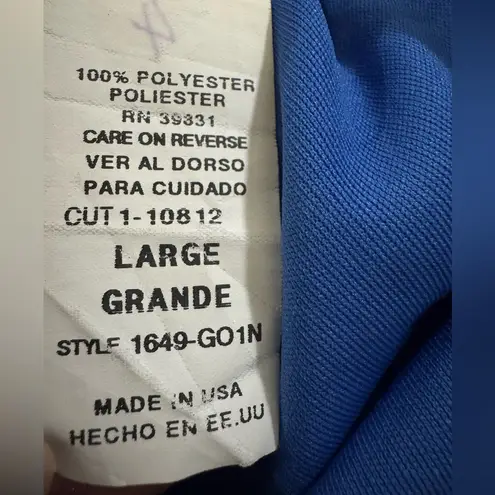 100% POLYESTER
POLIESTER
RN 39331
CARE ON REVERSE
VER AL DORSO
PARA CUIDADO
CUT 1-10812
LARGE
GRANDE
STYLE 1649-GO1N
MADE IN USA
HECHO EN EE.UU